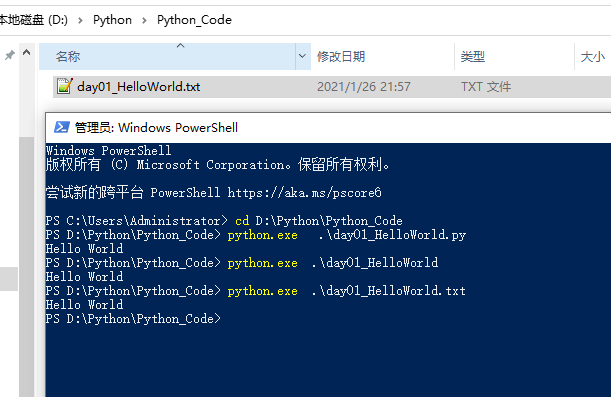 本地磁盘 (D:) > Python > Python_Code
名称 修改日期 类型 大小
day01_HelloWorld.txt 2021/1/26 21:57 TXT 文件
管理员: Windows PowerShell
Windows PowerShell
版权所有 (C) Microsoft Corporation。保留所有权利。
尝试新的跨平台 PowerShell https://aka.ms/pscore6
PS C:\Users\Administrator> cd D:\Python\Python_Code
PS D:\Python\Python_Code> python.exe .\day01_HelloWorld.py
Hello World
PS D:\Python\Python_Code> python.exe .\day01_HelloWorld
Hello World
PS D:\Python\Python_Code> python.exe .\day01_HelloWorld.txt
Hello World
PS D:\Python\Python_Code>